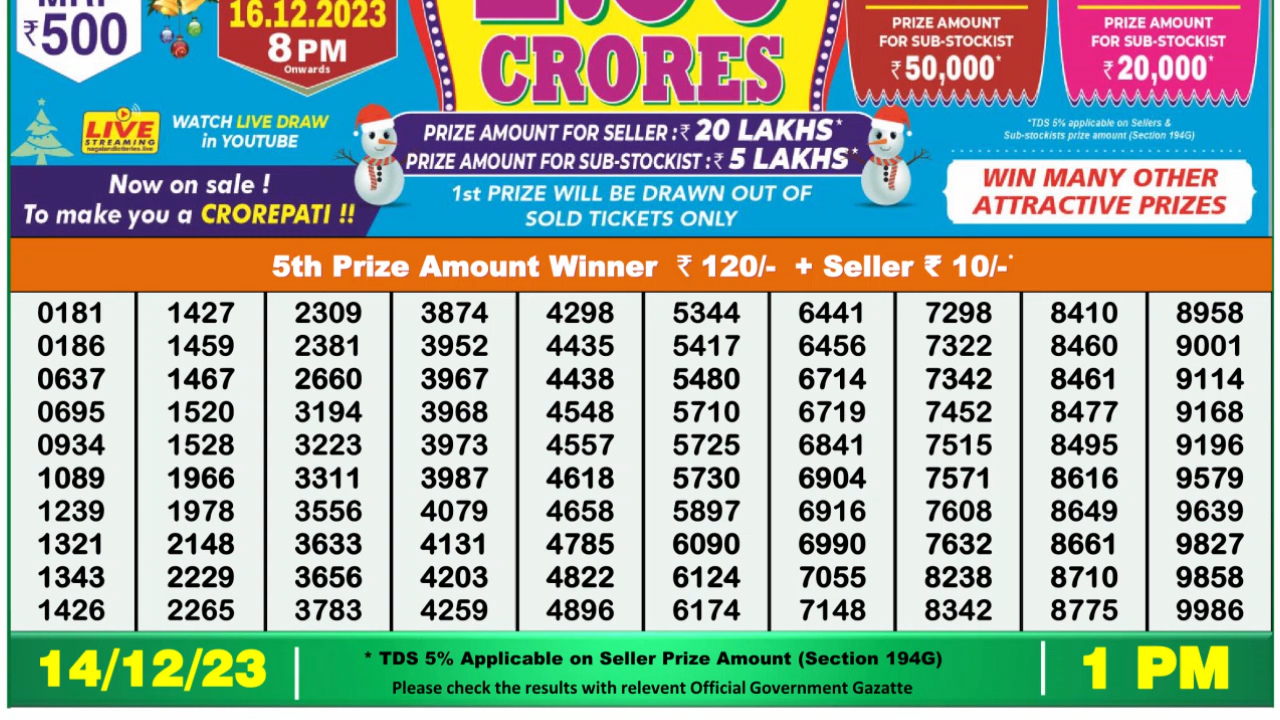 ₹500
16.12.2023
8 PM
Onwards
CRORES
PRIZE AMOUNT
FOR SUB-STOCKIST
₹50,000*
PRIZE AMOUNT
FOR SUB-STOCKIST
₹20,000*
LIVE
STREAMING
nagalandlotteries.live
WATCH LIVE DRAW
in YOUTUBE
PRIZE AMOUNT FOR SELLER : ₹ 20 LAKHS*
PRIZE AMOUNT FOR SUB-STOCKIST : ₹ 5 LAKHS*
*TDS 5% applicable on Sellers &
Sub-stockists prize amount (Section 194G)
Now on sale !
To make you a CROREPATI !!
1st PRIZE WILL BE DRAWN OUT OF
SOLD TICKETS ONLY
WIN MANY OTHER
ATTRACTIVE PRIZES
5th Prize Amount Winner ₹ 120/- + Seller ₹ 10/-*
0181 1427 2309 3874 4298 5344 6441 7298 8410 8958
0186 1459 2381 3952 4435 5417 6456 7322 8460 9001
0637 1467 2660 3967 4438 5480 6714 7342 8461 9114
0695 1520 3194 3968 4548 5710 6719 7452 8477 9168
0934 1528 3223 3973 4557 5725 6841 7515 8495 9196
1089 1966 3311 3987 4618 5730 6904 7571 8616 9579
1239 1978 3556 4079 4658 5897 6916 7608 8649 9639
1321 2148 3633 4131 4785 6090 6990 7632 8661 9827
1343 2229 3656 4203 4822 6124 7055 8238 8710 9858
1426 2265 3783 4259 4896 6174 7148 8342 8775 9986
14/12/23
* TDS 5% Applicable on Seller Prize Amount (Section 194G)
Please check the results with relevent Official Government Gazatte
1 PM